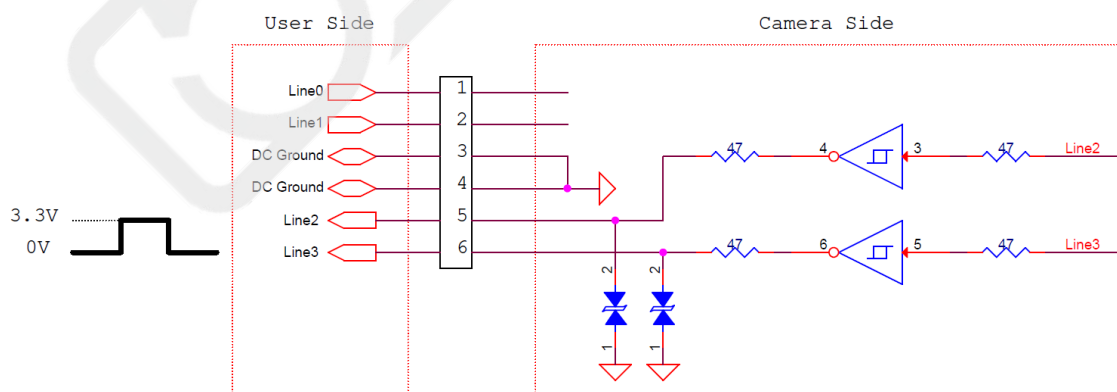 User Side
Camera Side
Line0
1
Line1
2
DC Ground
3
47
4
3
47
Line2
DC Ground
4
3.3V
Line2
5
0V
Line3
6
47
6
5
47
Line3
2
2
1
1